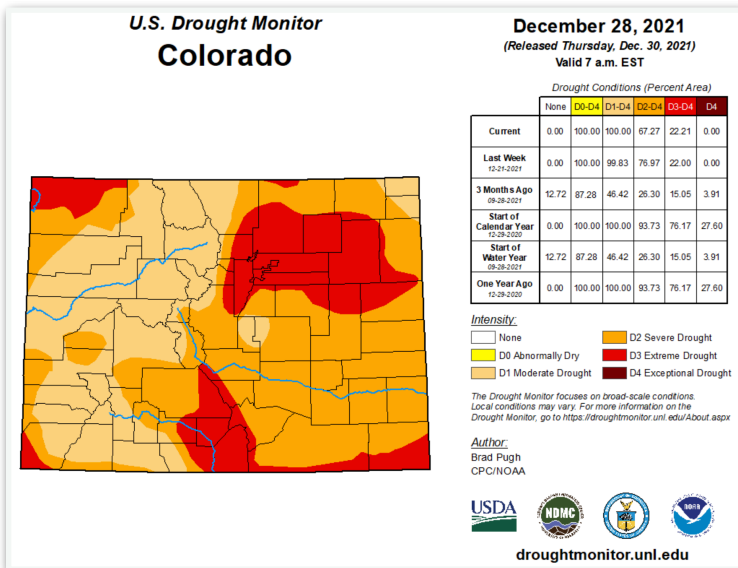 U.S. Drought Monitor
Colorado
December 28, 2021
(Released Thursday, Dec. 30, 2021)
Valid 7 a.m. EST
Drought Conditions (Percent Area)
None D0-D4 D1-D4 D2-D4 D3-D4 D4
Current 0.00 100.00 100.00 67.27 22.21 0.00
Last Week
12-21-2021 0.00 100.00 99.83 76.97 22.00 0.00
3 Months Ago
09-28-2021 12.72 87.28 46.42 26.30 15.05 3.91
Start of
Calendar Year
12-29-2020 0.00 100.00 100.00 93.73 76.17 27.60
Start of
Water Year
09-28-2021 12.72 87.28 46.42 26.30 15.05 3.91
One Year Ago
12-29-2020 0.00 100.00 100.00 93.73 76.17 27.60
Intensity:
None
D0 Abnormally Dry
D1 Moderate Drought
D2 Severe Drought
D3 Extreme Drought
D4 Exceptional Drought
The Drought Monitor focuses on broad-scale conditions.
Local conditions may vary. For more information on the
Drought Monitor, go to https://droughtmonitor.unl.edu/About.aspx
Author:
Brad Pugh
CPC/NOAA
USDA
NDMC
NOAA
droughtmonitor.unl.edu